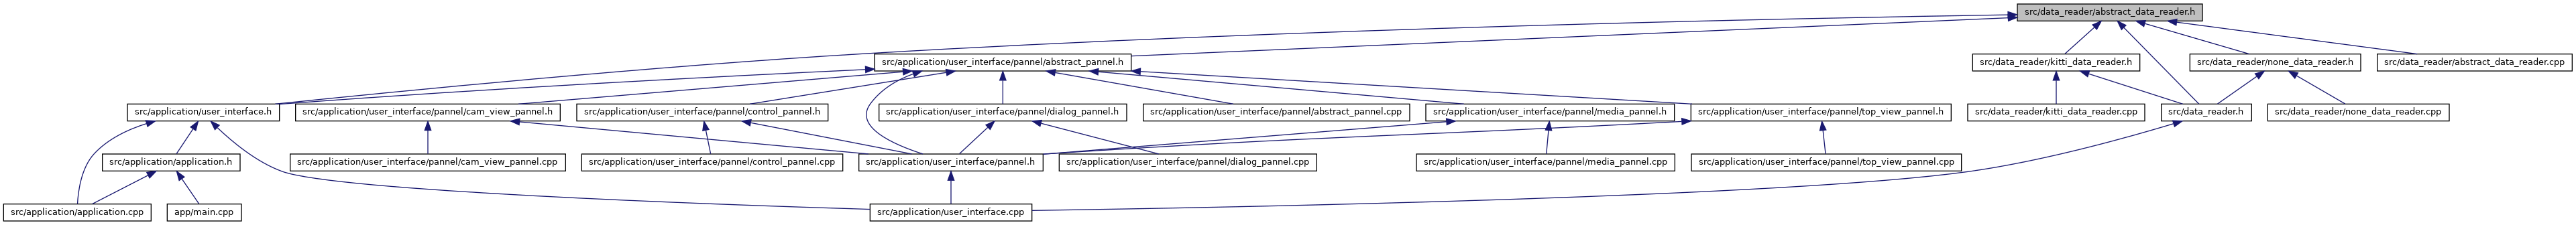 src/data_reader/abstract_data_reader.h
src/application/user_interface/pannel/abstract_pannel.h
src/data_reader/kitti_data_reader.h
src/data_reader/none_data_reader.h
src/data_reader/abstract_data_reader.cpp
src/application/user_interface.h
src/application/user_interface/pannel/cam_view_pannel.h
src/application/user_interface/pannel/control_pannel.h
src/application/user_interface/pannel/dialog_pannel.h
src/application/user_interface/pannel/abstract_pannel.cpp
src/application/user_interface/pannel/media_pannel.h
src/application/user_interface/pannel/top_view_pannel.h
src/data_reader/kitti_data_reader.cpp
src/data_reader.h
src/data_reader/none_data_reader.cpp
src/application/application.h
src/application/user_interface/pannel/cam_view_pannel.cpp
src/application/user_interface/pannel/control_pannel.cpp
src/application/user_interface/pannel.h
src/application/user_interface/pannel/dialog_pannel.cpp
src/application/user_interface/pannel/media_pannel.cpp
src/application/user_interface/pannel/top_view_pannel.cpp
src/application/application.cpp
app/main.cpp
src/application/user_interface.cpp